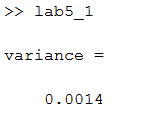 >> lab5_1
variance =
0.0014